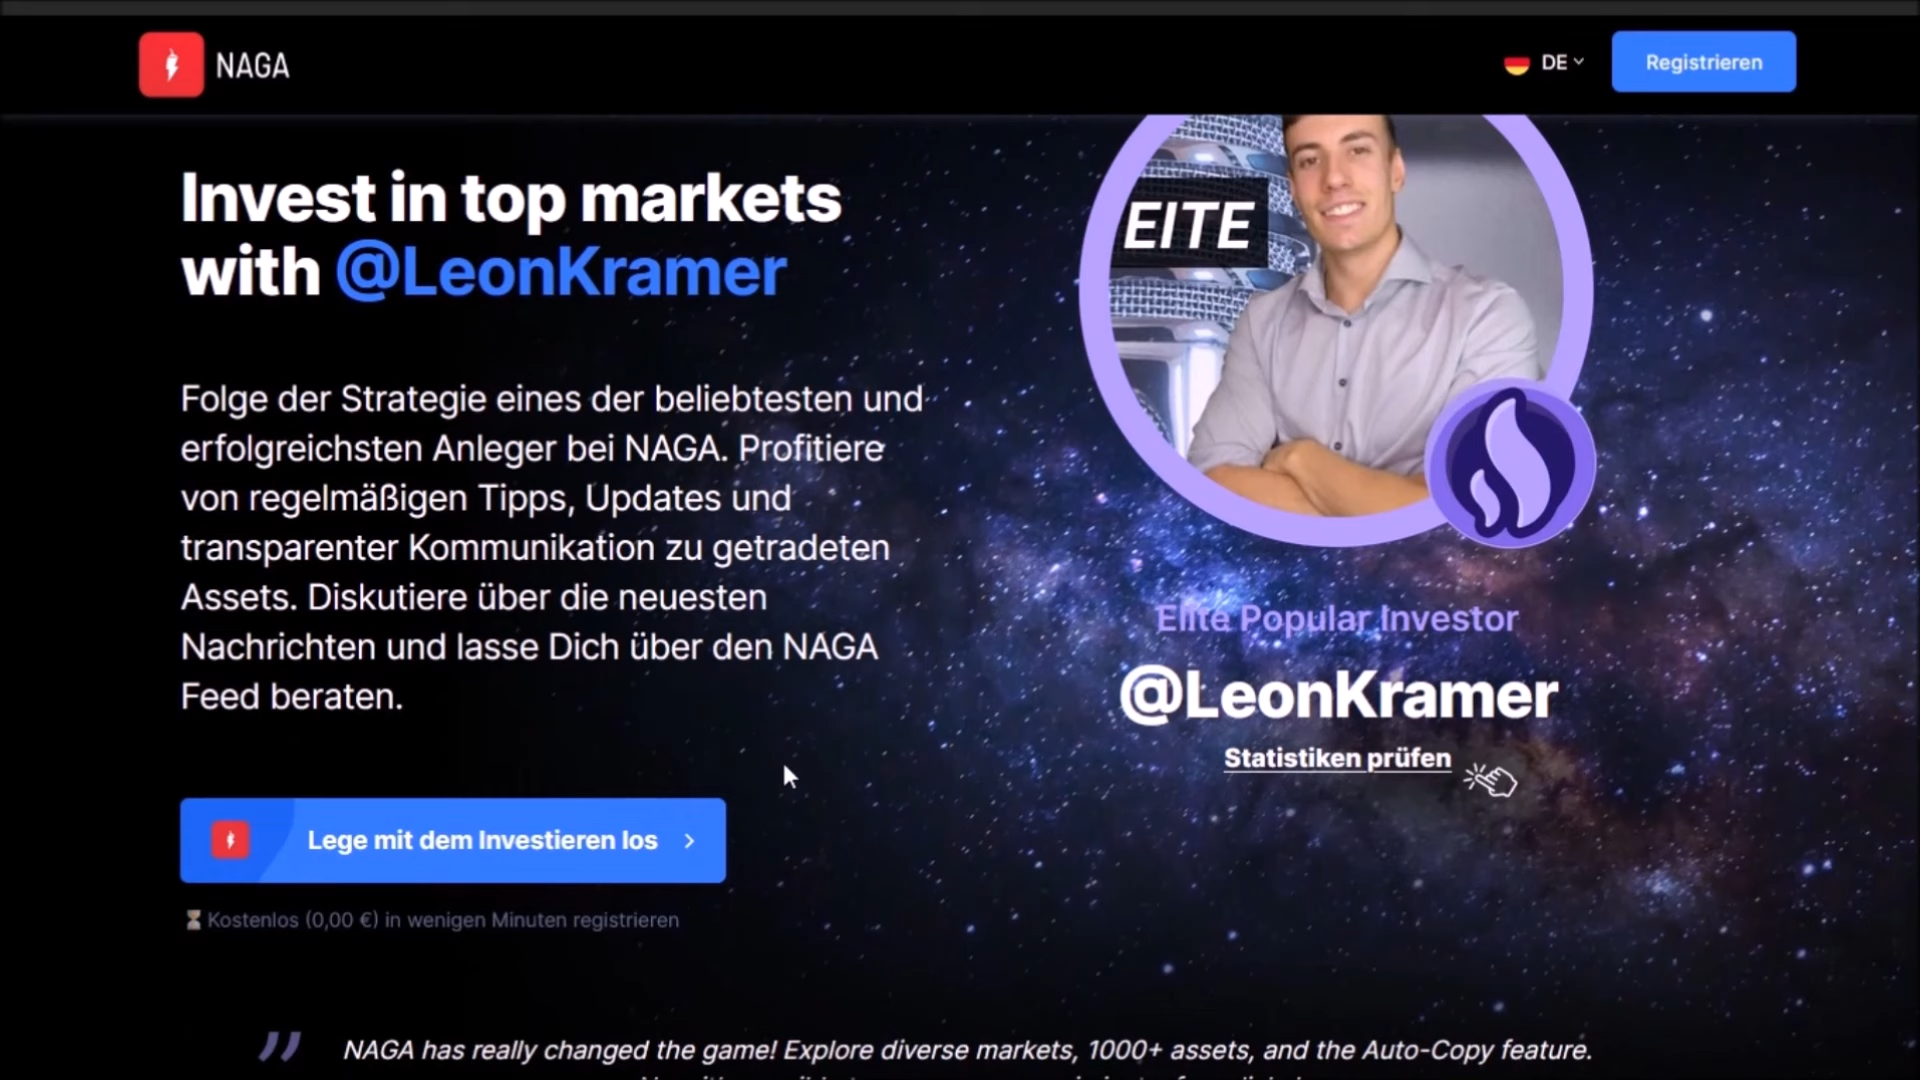 NAGA
DE
Registrieren
Invest in top markets
with @LeonKramer
EITE
Folge der Strategie eines der beliebtesten und
erfolgreichsten Anleger bei NAGA. Profitiere
von regelmäßigen Tipps, Updates und
transparenter Kommunikation zu getradeten
Assets. Diskutiere über die neuesten
Nachrichten und lasse Dich über den NAGA
Feed beraten.
Elite Popular Investor
@LeonKramer
Statistiken prüfen
Lege mit dem Investieren los
Kostenlos (0,00 €) in wenigen Minuten registrieren
NAGA has really changed the game! Explore diverse markets, 1000+ assets, and the Auto-Copy feature.